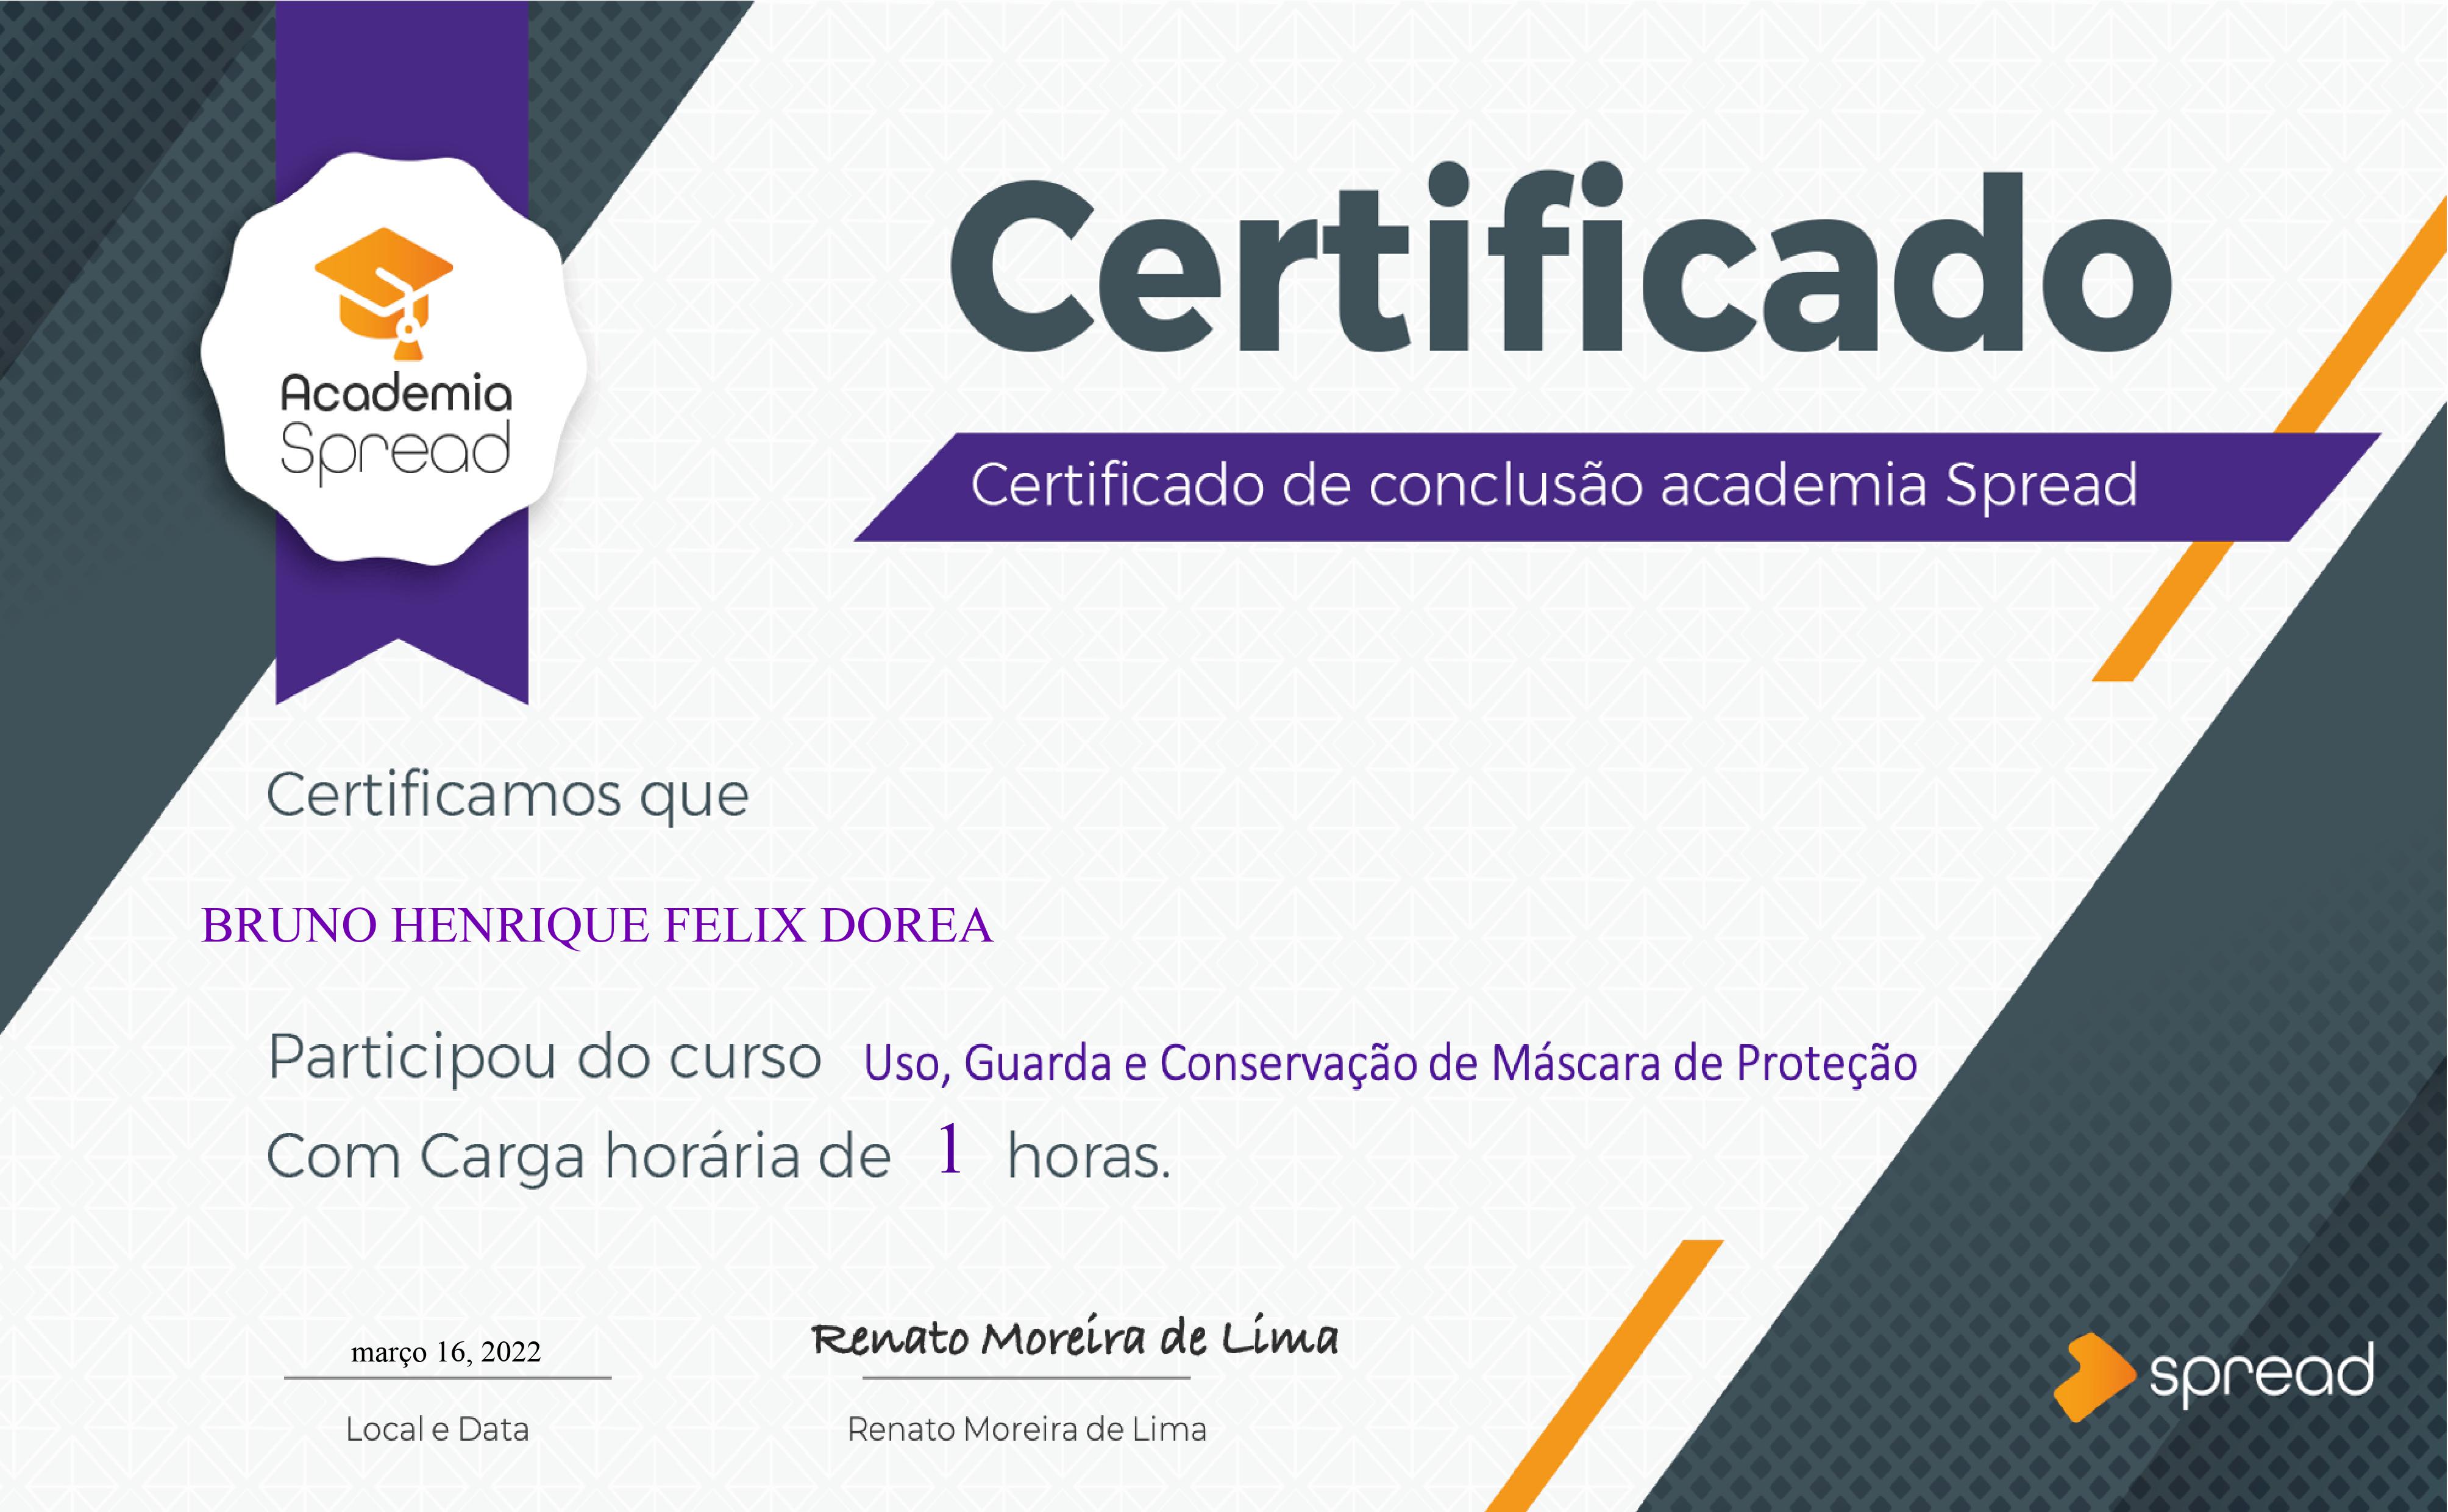 Academia
Spread
Certificado
Certificado de conclusão academia Spread
Certificamos que
BRUNO HENRIQUE FELIX DOREA
Participou do curso Uso, Guarda e Conservação de Máscara de Proteção
Com Carga horária de 1 horas.
março 16, 2022
Local e Data
Renato Moreira de Lima
Renato Moreira de Lima
spread